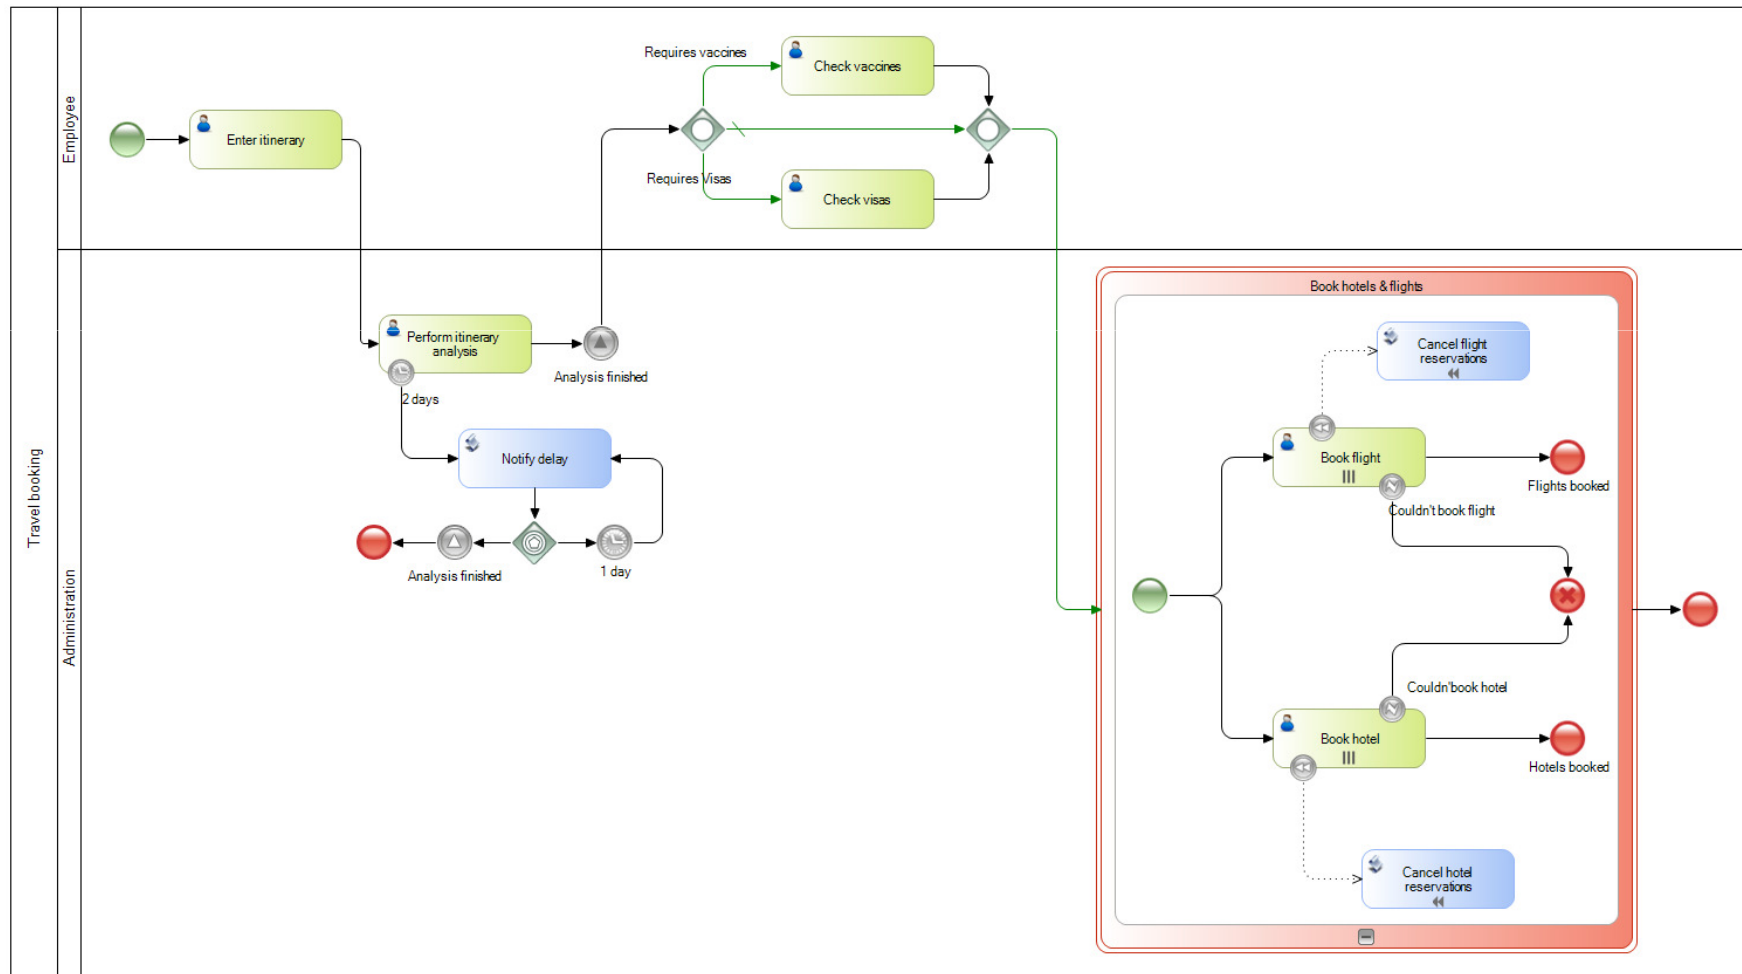 Travel booking
Employee
Enter itinerary
Requires vaccines
Check vaccines
Requires Visas
Check visas
Administration
Perform itinerary
analysis
2 days
Analysis finished
Notify delay
Analysis finished
1 day
Book hotels & flights
Cancel flight
reservations
Book flight
Flights booked
Couldn't book flight
Couldn'book hotel
Book hotel
Hotels booked
Cancel hotel
reservations